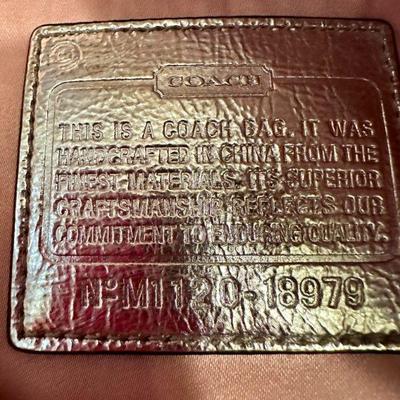 COACH
THIS IS A COACH BAG. IT WAS
HANDCRAFTED IN CHINA FROM THE
FINEST MATERIALS. ITS SUPERIOR
CRAFTSMANSHIP REFLECTS OUR
COMMITMENT TO ENDURING QUALITY.
Nº M1120-18979